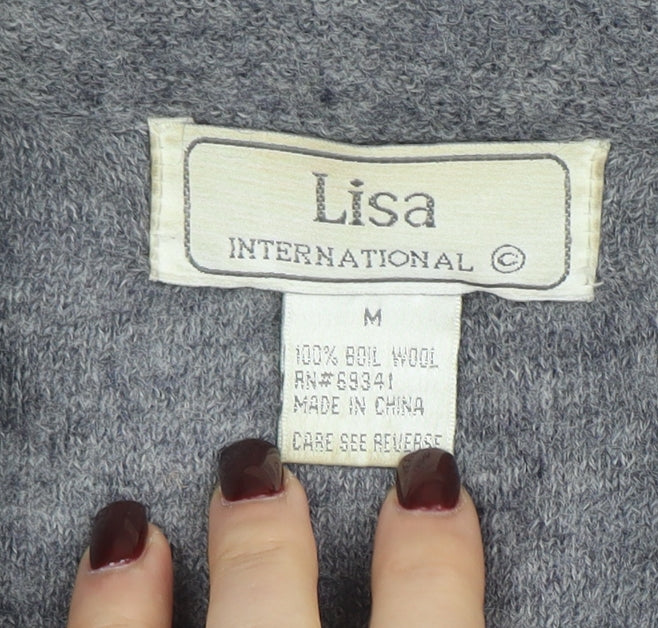 Lisa
INTERNATIONAL ©
M
100% BOIL WOOL
RN#69341
MADE IN CHINA
CARE SEE REVERSE